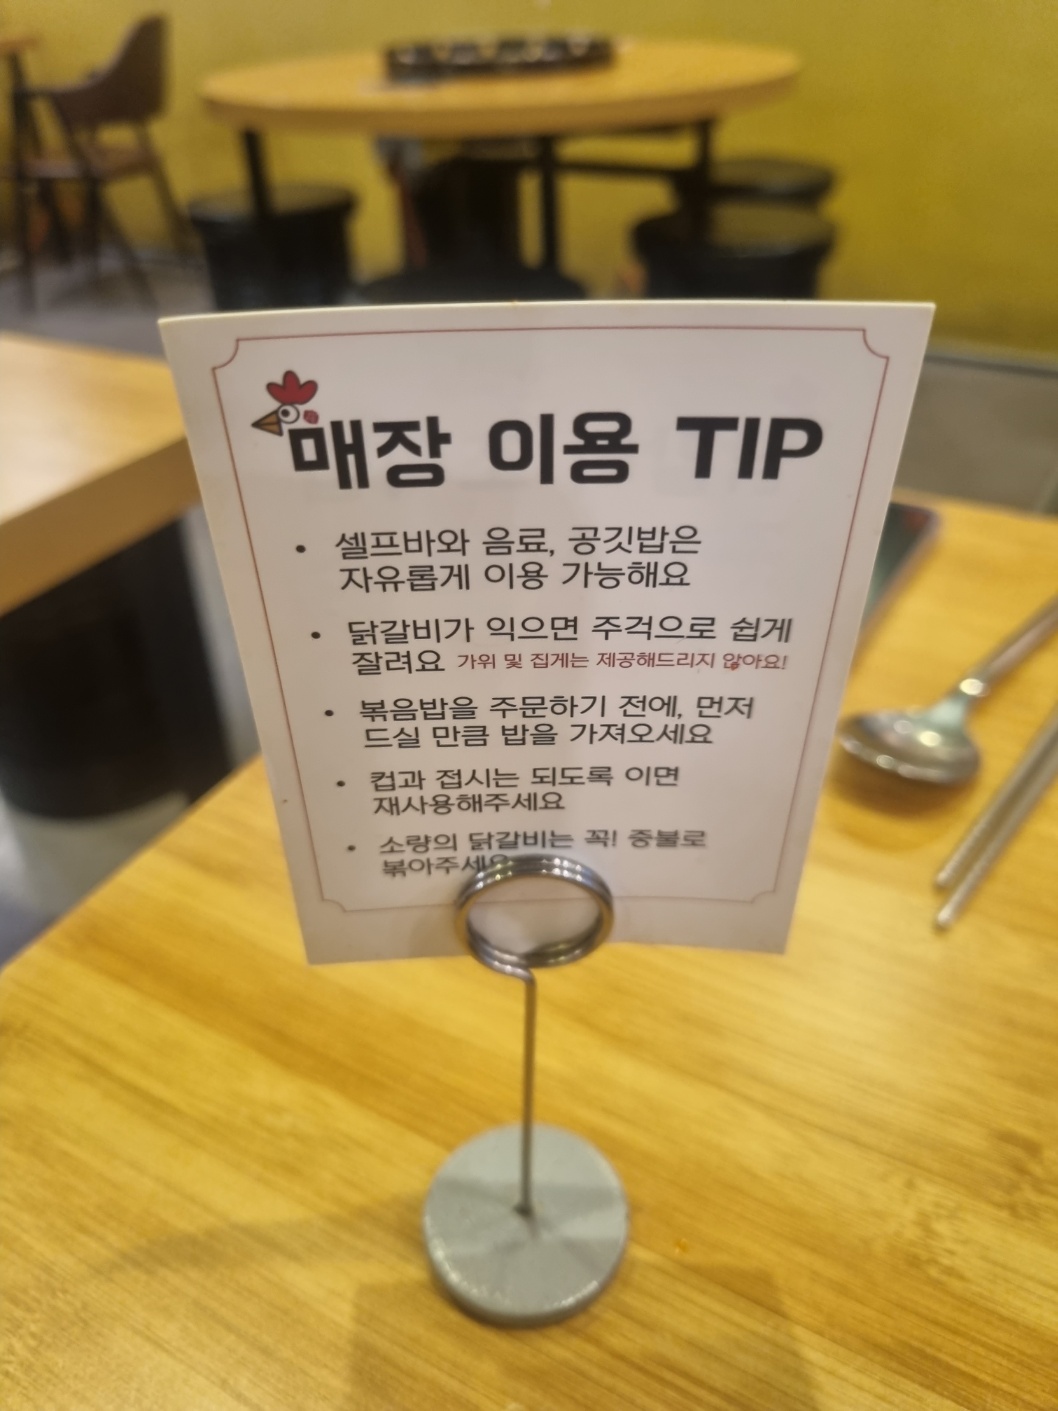 매장 이용 TIP
• 셀프바와 음료, 공깃밥은
자유롭게 이용 가능해요
• 닭갈비가 익으면 주걱으로 쉽게
잘려요 가위 및 집게는 제공해드리지 않아요!
• 볶음밥을 주문하기 전에, 먼저
드실 만큼 밥을 가져오세요
• 컵과 접시는 되도록 이면
재사용해주세요
• 소량의 닭갈비는 꼭! 중불로
볶아주세요